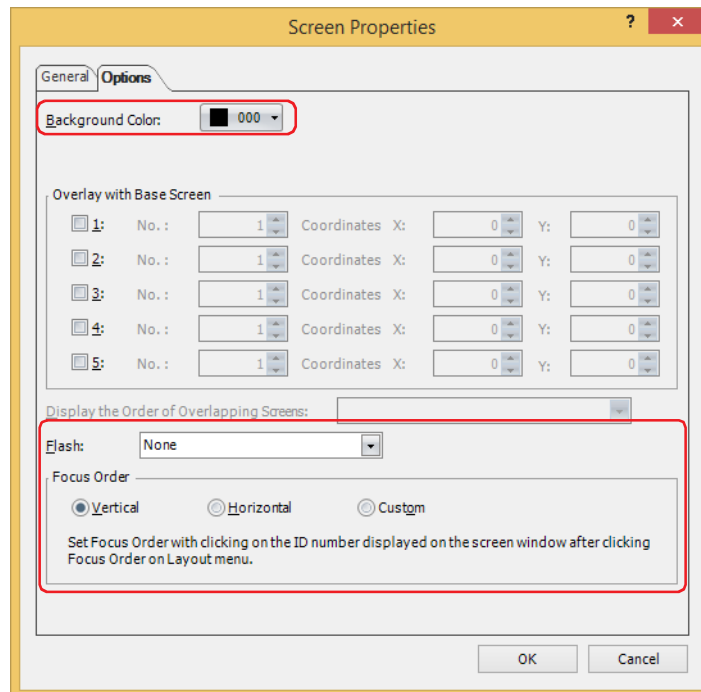 Screen Properties
?
×
General Options
Background Color: 000
Overlay with Base Screen
1: No. : 1 Coordinates X: 0 Y: 0
2: No. : 1 Coordinates X: 0 Y: 0
3: No. : 1 Coordinates X: 0 Y: 0
4: No. : 1 Coordinates X: 0 Y: 0
5: No. : 1 Coordinates X: 0 Y: 0
Display the Order of Overlapping Screens:
Flash: None
Focus Order
Vertical Horizontal Custom
Set Focus Order with clicking on the ID number displayed on the screen window after clicking
Focus Order on Layout menu.
OK Cancel